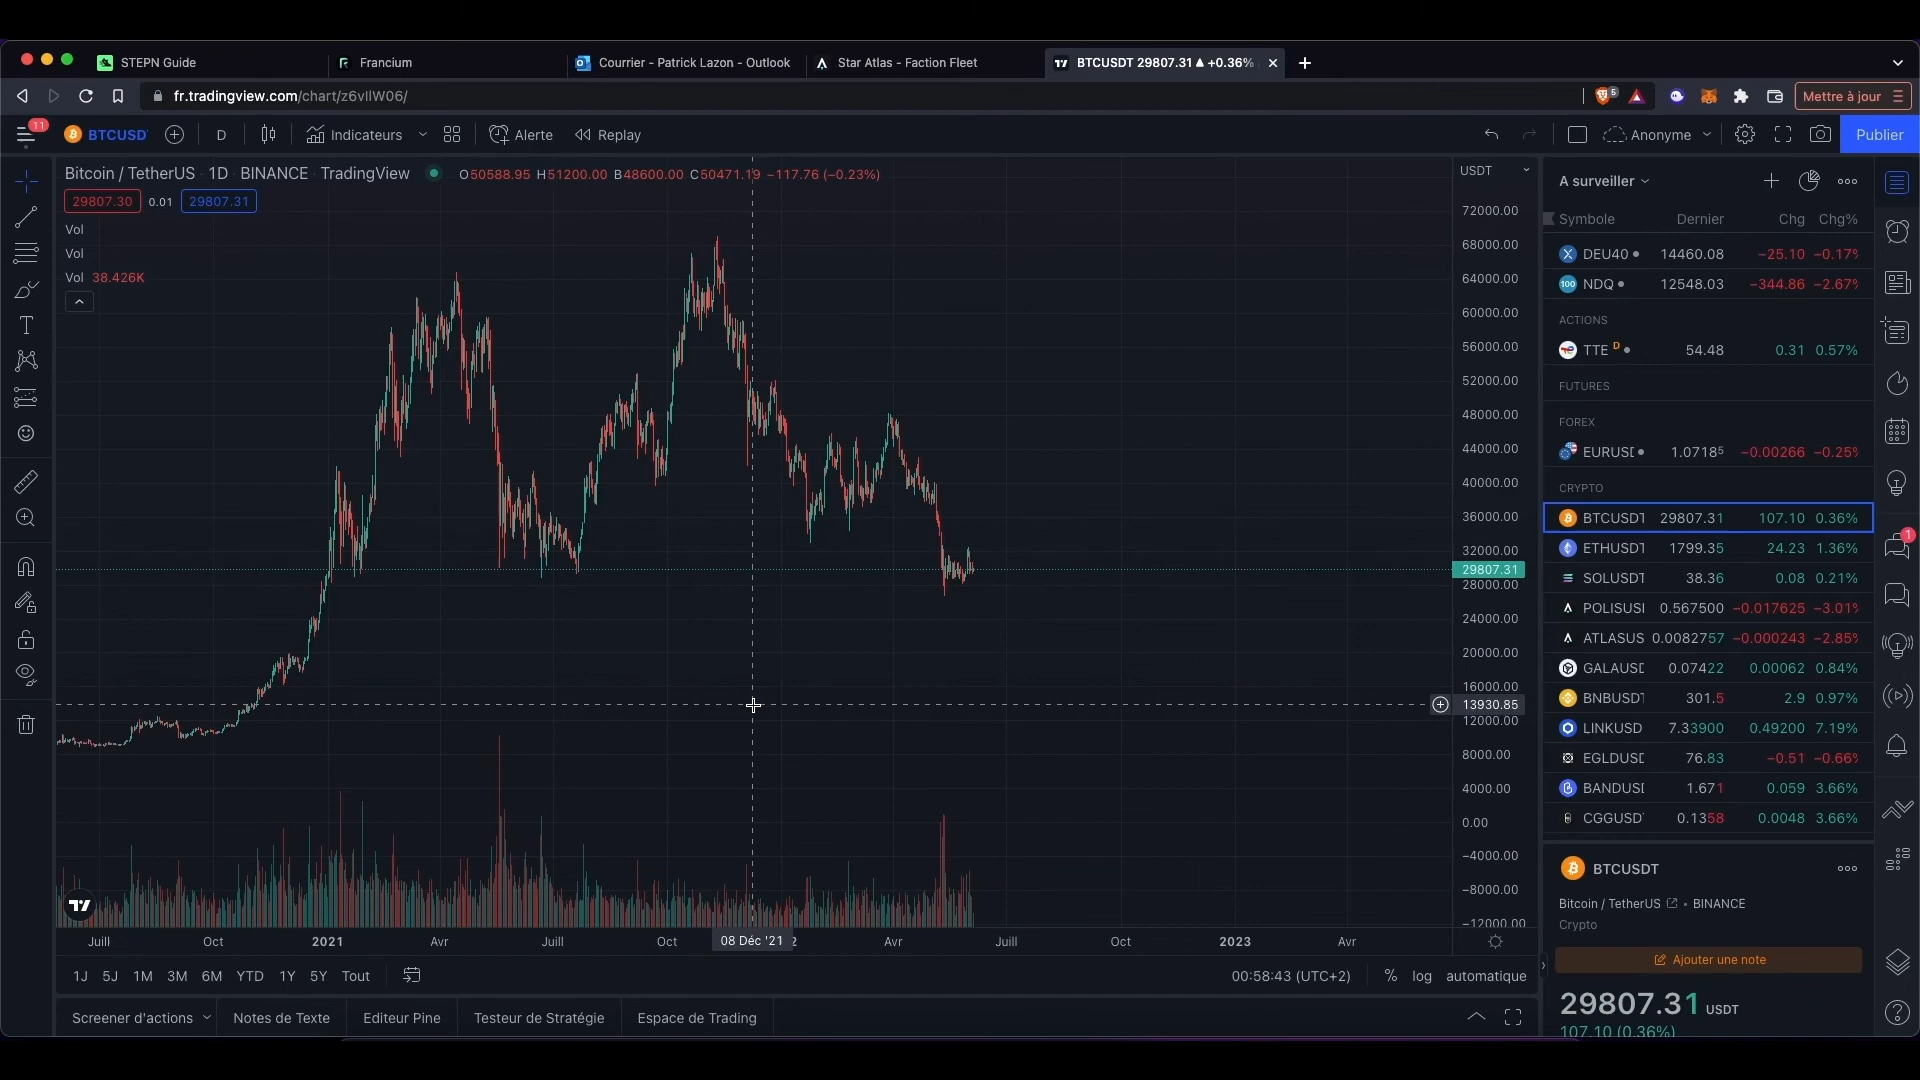 STEPN Guide
Francium
Courrier - Patrick Lazon - Outlook
Star Atlas - Faction Fleet
BTCUSDT 29807.31 ▲ +0.36%
fr.tradingview.com/chart/z6vIIW06/
5
Mettre à jour
11
BTCUSD
D
Indicateurs
Alerte
Replay
Anonyme
Publier
Bitcoin / TetherUS · 1D · BINANCE · TradingView
O50588.95 H51200.00 B48600.00 C50471.19 −117.76 (−0.23%)
29807.30 0.01 29807.31
Vol
Vol
Vol 38.426K
USDT
72000.00
68000.00
64000.00
60000.00
56000.00
52000.00
48000.00
44000.00
40000.00
36000.00
32000.00
29807.31
28000.00
24000.00
20000.00
16000.00
13930.85
12000.00
8000.00
4000.00
0.00
−4000.00
−8000.00
−12000.00
Juill Oct 2021 Avr Juill Oct 08 Déc '21 2 Avr Juill Oct 2023 Avr
1J 5J 1M 3M 6M YTD 1Y 5Y Tout
00:58:43 (UTC+2) % log automatique
Screener d'actions Notes de Texte Editeur Pine Testeur de Stratégie Espace de Trading
A surveiller
Symbole Dernier Chg Chg%
DEU40 14460.08 −25.10 −0.17%
100 NDQ 12548.03 −344.86 −2.67%
ACTIONS
TTE D 54.48 0.31 0.57%
FUTURES
FOREX
EURUSD 1.07185 −0.00266 −0.25%
CRYPTO
BTCUSDT 29807.31 107.10 0.36%
ETHUSDT 1799.35 24.23 1.36%
SOLUSDT 38.36 0.08 0.21%
POLISUSI 0.567500 −0.017625 −3.01%
ATLASUS 0.0082757 −0.000243 −2.85%
GALAUSD 0.07422 0.00062 0.84%
BNBUSDT 301.5 2.9 0.97%
LINKUSD 7.33900 0.49200 7.19%
EGLDUSD 76.83 −0.51 −0.66%
BANDUSD 1.671 0.059 3.66%
CGGUSD 0.1358 0.0048 3.66%
1
BTCUSDT
Bitcoin / TetherUS • BINANCE
Crypto
Ajouter une note
29807.31 USDT
107.10 (0.36%)